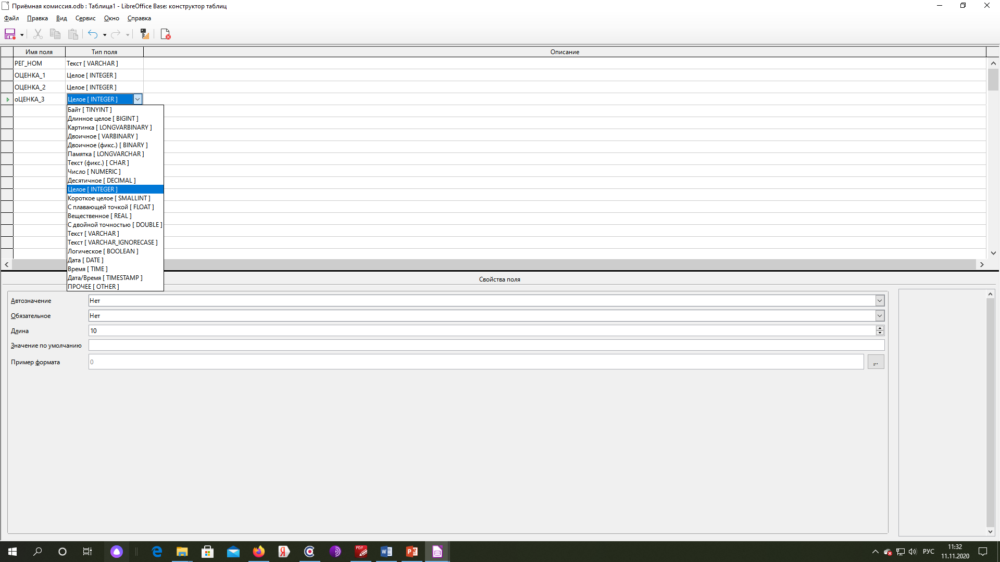 Приёмная комиссия.odb : Таблица1 - LibreOffice Base: конструктор таблиц
Файл Правка Вид Сервис Окно Справка
Имя поля Тип поля Описание
РЕГ_НОМ Текст [ VARCHAR ]
ОЦЕНКА_1 Целое [ INTEGER ]
ОЦЕНКА_2 Целое [ INTEGER ]
оЦЕНКА_3 Целое [ INTEGER ]
Байт [ TINYINT ]
Длинное целое [ BIGINT ]
Картинка [ LONGVARBINARY ]
Двоичное [ VARBINARY ]
Двоичное (фикс.) [ BINARY ]
Памятка [ LONGVARCHAR ]
Текст (фикс.) [ CHAR ]
Число [ NUMERIC ]
Десятичное [ DECIMAL ]
Целое [ INTEGER ]
Короткое целое [ SMALLINT ]
С плавающей точкой [ FLOAT ]
Вещественное [ REAL ]
С двойной точностью [ DOUBLE ]
Текст [ VARCHAR ]
Текст [ VARCHAR_IGNORECASE ]
Логическое [ BOOLEAN ]
Дата [ DATE ]
Время [ TIME ]
Дата/Время [ TIMESTAMP ]
ПРОЧЕЕ [ OTHER ]
Свойства поля
Автозначение Нет
Обязательное Нет
Длина 10
Значение по умолчанию
Пример формата 0 ...
PDF
РУС
11:32
11.11.2020